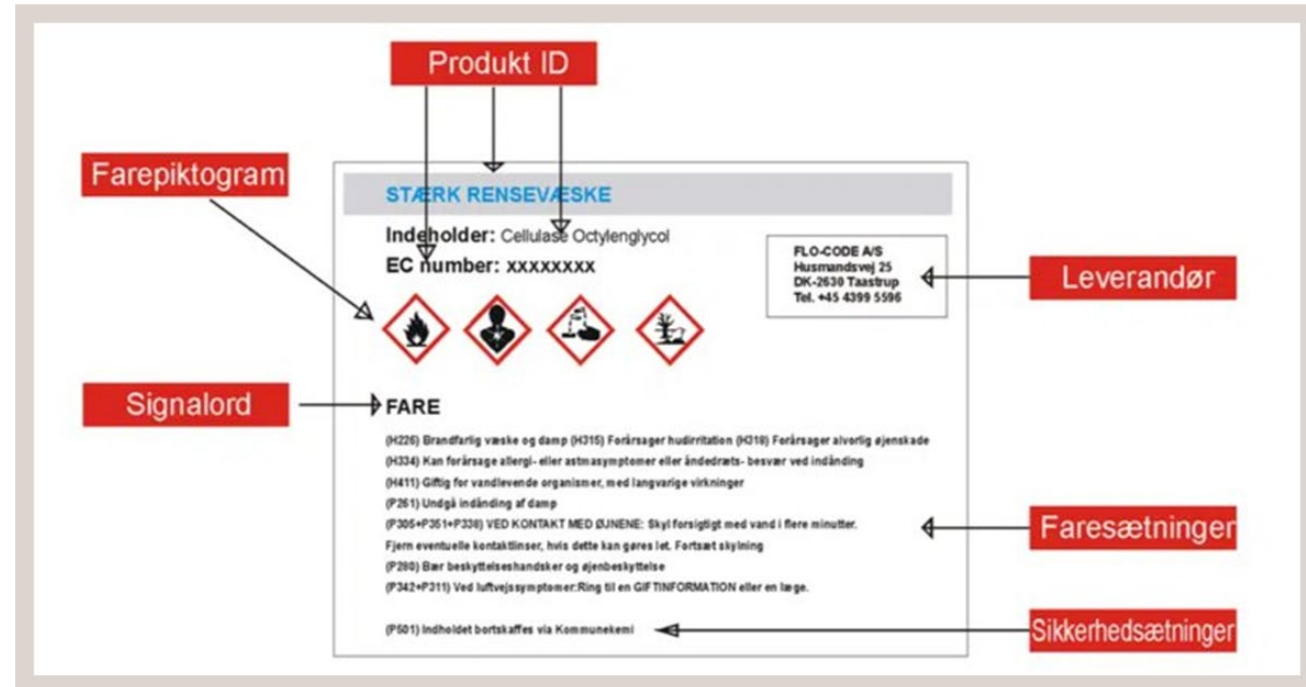 Produkt ID
Farepiktogram
STÆRK RENSEVÆSKE
Indeholder: Cellulase Octylenglycol
EC number: xxxxxxxx
FLO-CODE A/S
Husmandsvej 25
DK-2630 Taastrup
Tel. +45 4399 5596
Leverandør
Signalord
FARE
(H226) Brandfarlig væske og damp (H315) Forårsager hudirritation (H318) Forårsager alvorlig øjenskade
(H334) Kan forårsage allergi- eller astmasymptomer eller åndedræts- besvær ved indånding
(H411) Giftig for vandlevende organismer, med langvarige virkninger
(P261) Undgå indånding af damp
(P305+P351+P338) VED KONTAKT MED ØJNENE: Skyl forsigtigt med vand i flere minutter.
Fjern eventuelle kontaktlinser, hvis dette kan gøres let. Fortsæt skylning
(P280) Bær beskyttelseshandsker og øjenbeskyttelse
(P342+P311) Ved luftvejssymptomer:Ring til en GIFTINFORMATION eller en læge.
Faresætninger
(P501) Indholdet bortskaffes via Kommunekemi
Sikkerhedsætninger